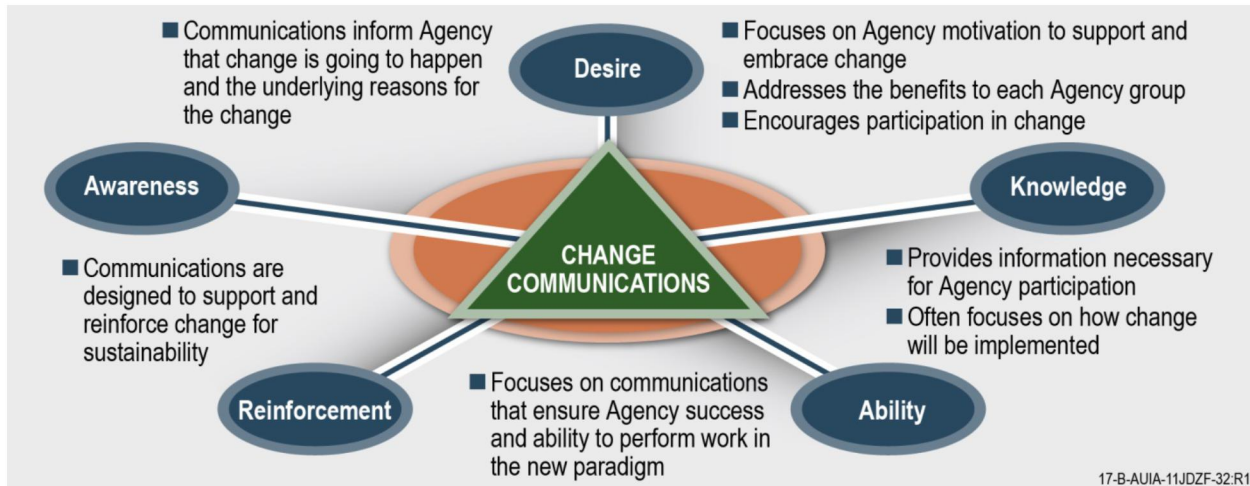 ■ Communications inform Agency
that change is going to happen
and the underlying reasons for
the change
Desire
■ Focuses on Agency motivation to support and
embrace change
■ Addresses the benefits to each Agency group
■ Encourages participation in change
Awareness
Knowledge
CHANGE
COMMUNICATIONS
■ Communications are
designed to support and
reinforce change for
sustainability
■ Provides information necessary
for Agency participation
■ Often focuses on how change
will be implemented
Reinforcement
■ Focuses on communications
that ensure Agency success
and ability to perform work in
the new paradigm
Ability
17-B-AUIA-11JDZF-32:R1